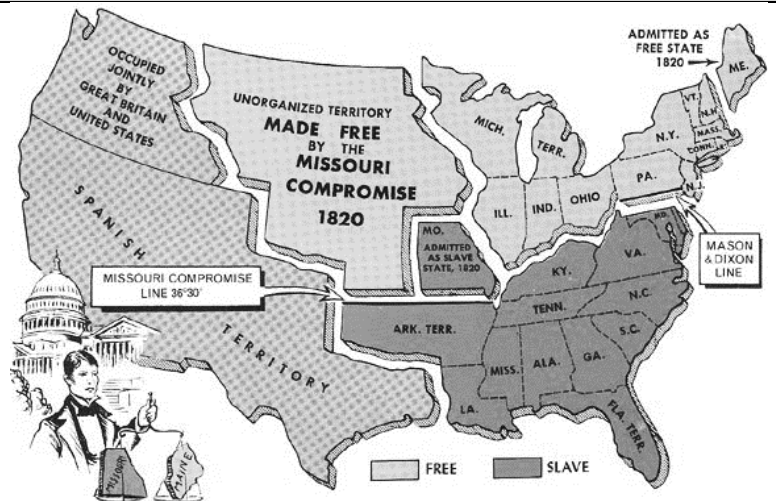 ADMITTED AS
FREE STATE
1820
ME.
OCCUPIED
JOINTLY
BY
GREAT BRITAIN
AND
UNITED STATES
UNORGANIZED TERRITORY
MADE FREE
BY THE
MISSOURI
COMPROMISE
1820
MICH.
TERR.
VT.
N.H.
N.Y.
MASS.
CONN.
PA.
N.J.
ILL.
IND.
OHIO
SPANISH
TERRITORY
MO.
ADMITTED
AS SLAVE
STATE, 1820
MD.
MASON
& DIXON
LINE
MISSOURI COMPROMISE
LINE 36°30'
KY.
VA.
TENN.
N.C.
ARK. TERR.
S.C.
MISS.
ALA.
GA.
LA.
FLA. TERR.
MISSOURI
MAINE
FREE
SLAVE